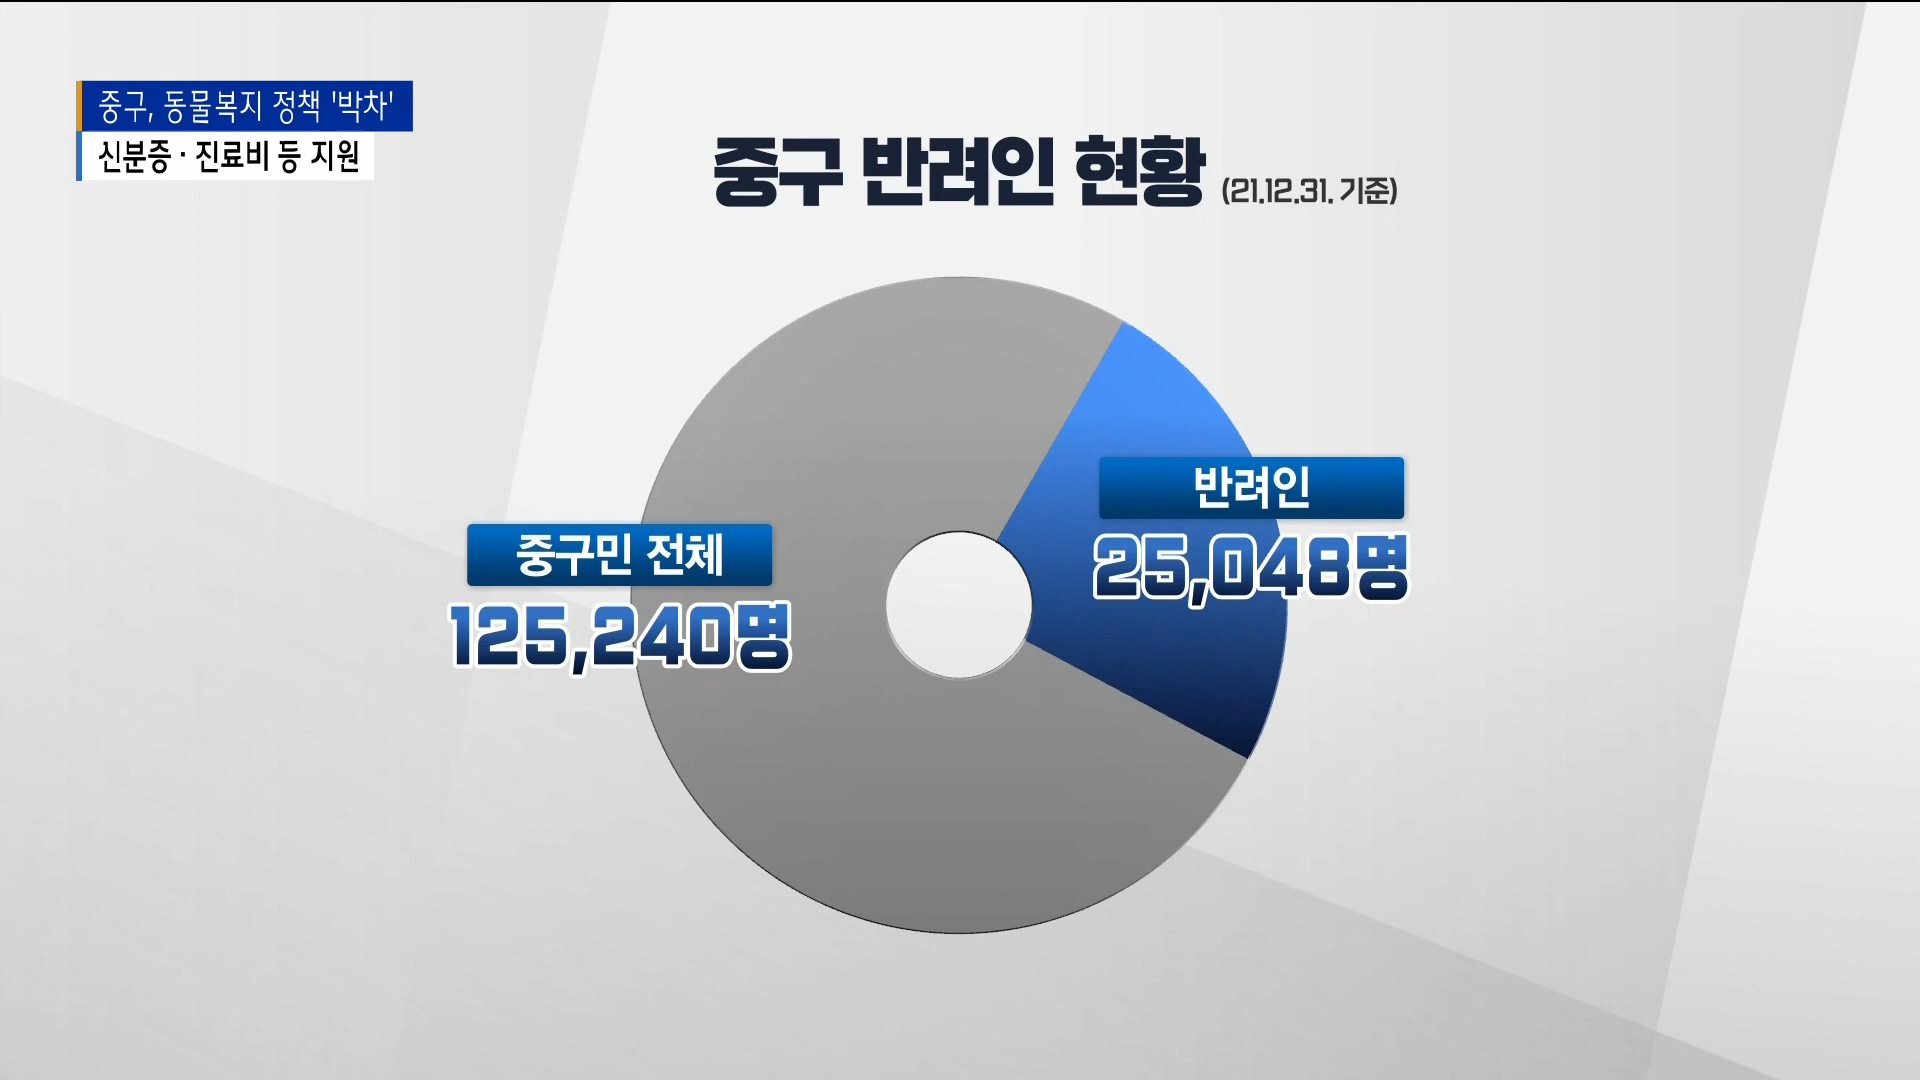 중구, 동물복지 정책 '박차'
신분증·진료비 등 지원
중구 반려인 현황 (21.12.31. 기준)
반려인
25,048명
중구민 전체
125,240명